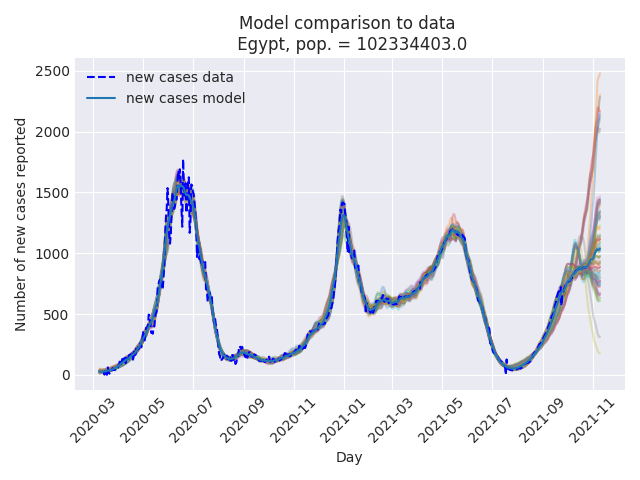 Model comparison to data
Egypt, pop. = 102334403.0
new cases data
new cases model
Number of new cases reported
2500
2000
1500
1000
500
0
2020-03
2020-05
2020-07
2020-09
2020-11
2021-01
2021-03
2021-05
2021-07
2021-09
2021-11
Day